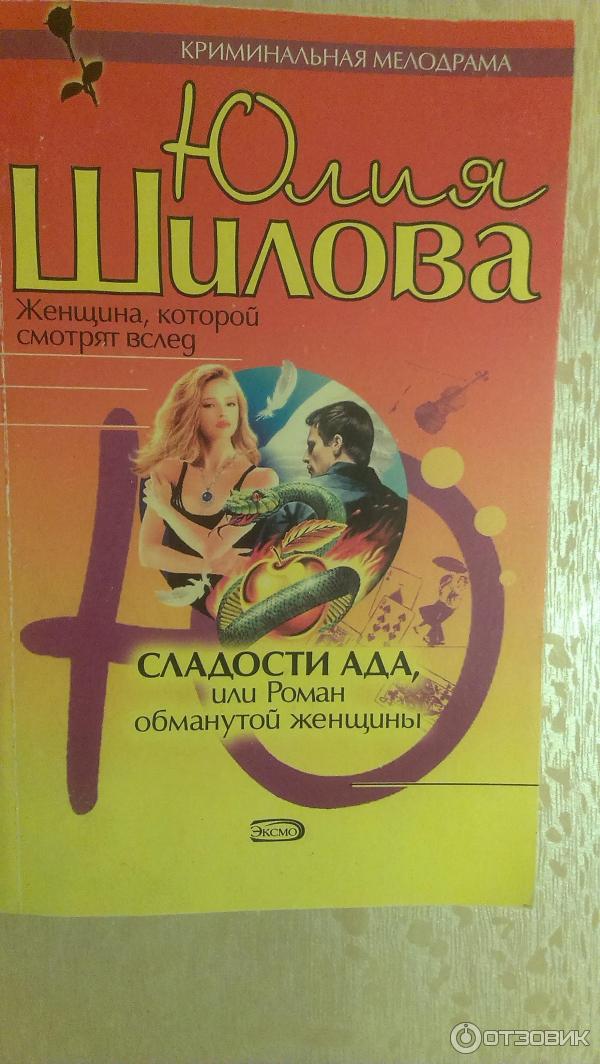 КРИМИНАЛЬНАЯ МЕЛОДРАМА
Юлия
Шилова
Женщина, которой
смотрят вслед
Ю
СЛАДОСТИ АДА,
или Роман
обманутой женщины
ЭКСМО
ОТЗОВИК